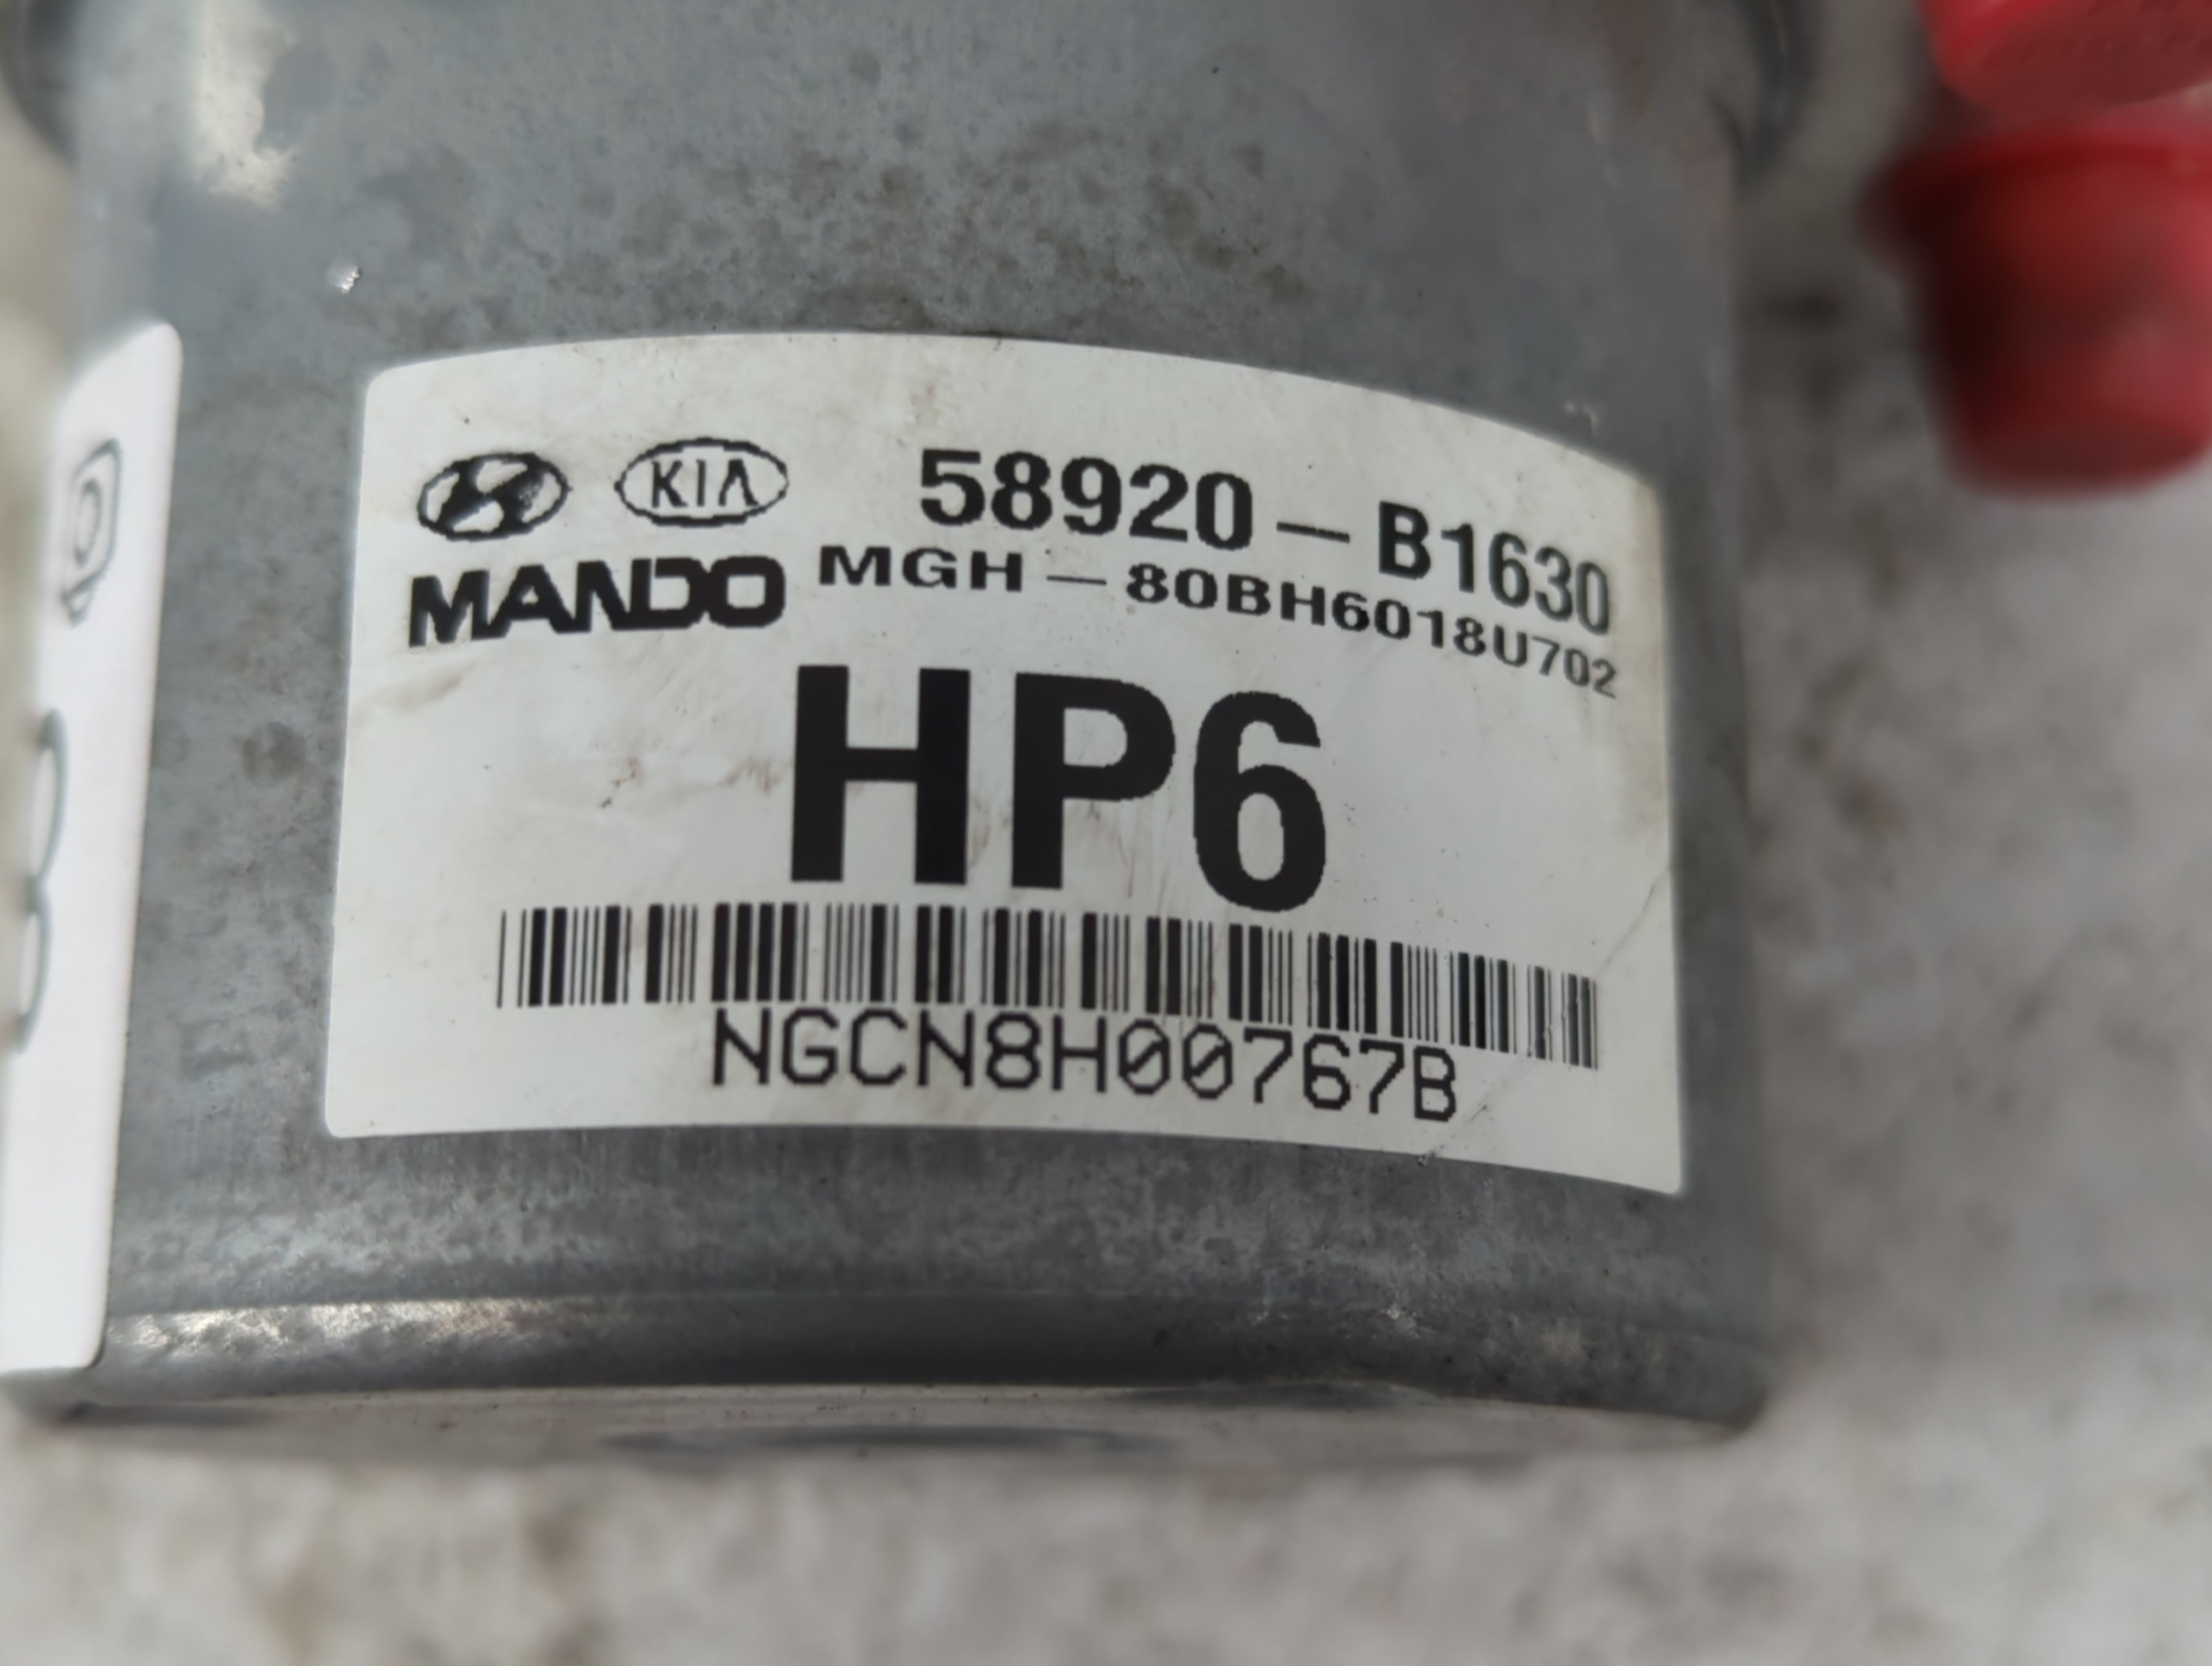 KIA 58920-B1630
MANDO MGH-80BH6018U702
HP6
NGCN8H00767B